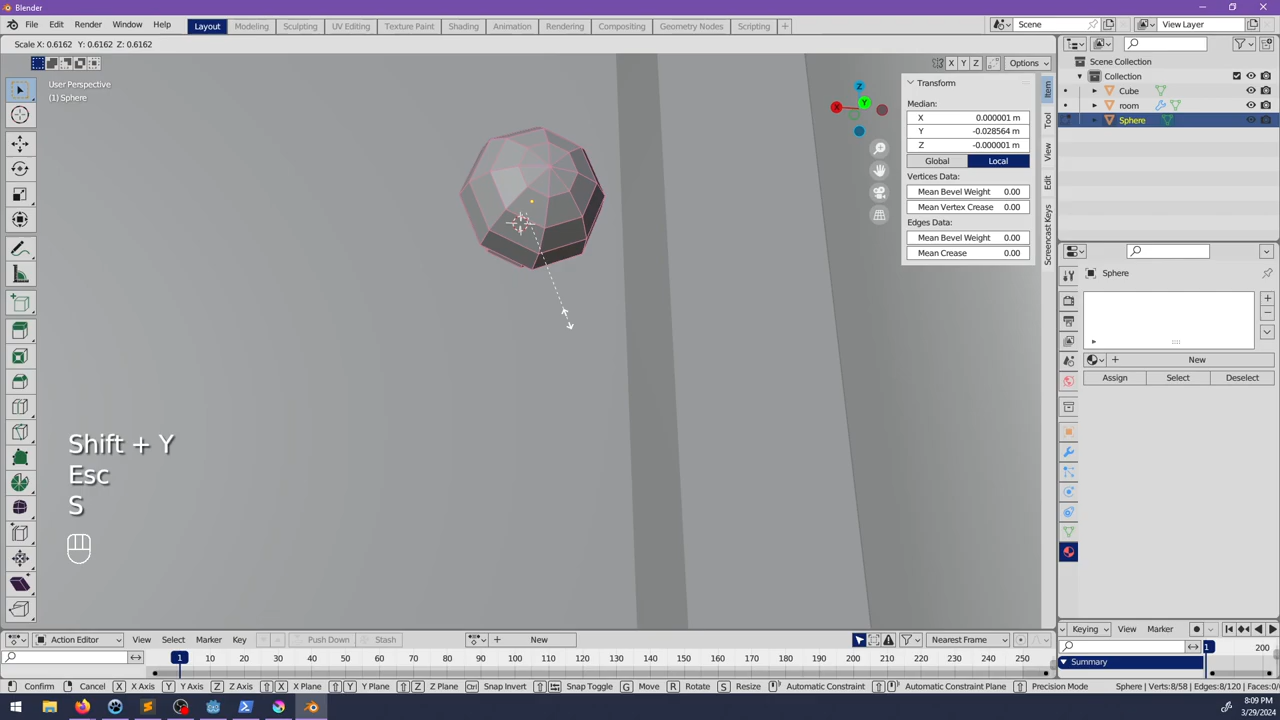 Blender
File Edit Render Window Help Layout Modeling Sculpting UV Editing Texture Paint Shading Animation Rendering Compositing Geometry Nodes Scripting + Scene View Layer
Scale X: 0.6162 Y: 0.6162 Z: 0.6162
X Y Z Options
User Perspective
(1) Sphere
Z
X Y
Transform
Median:
X 0.000001 m
Y -0.028564 m
Z -0.000001 m
Global Local
Vertices Data:
Mean Bevel Weight 0.00
Mean Vertex Crease 0.00
Edges Data:
Mean Bevel Weight 0.00
Mean Crease 0.00
Item
Tool
View
Edit
Screencast Keys
Scene Collection
Collection
Cube
room
Sphere
Sphere
+ New
Assign Select Deselect
Shift + Y
Esc
S
Action Editor View Select Marker Key Push Down Stash + New Nearest Frame
1 10 20 30 40 50 60 70 80 90 100 110 120 130 140 150 160 170 180 190 200 210 220 230 240 250
Keying View Marker
1 200
Summary
Confirm Cancel X X Axis Y Y Axis Z Z Axis X X Plane Y Y Plane Z Z Plane Ctrl Snap Invert Snap Toggle G Move R Rotate S Resize Automatic Constraint Automatic Constraint Plane Precision Mode Sphere | Verts:8/58 | Edges:8/120 | Faces:0/
8:09 PM
3/29/2024